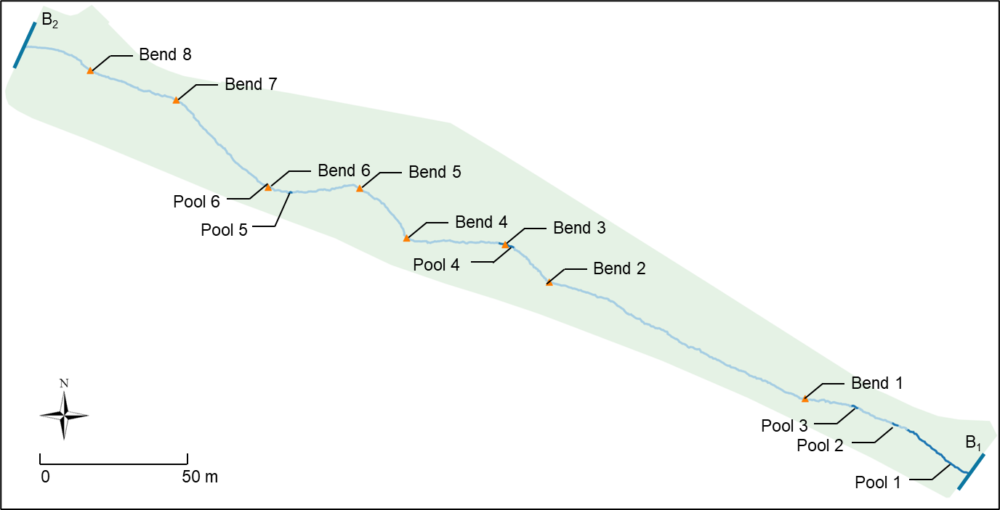 B₂
Bend 8
Bend 7
Bend 6
Bend 5
Pool 6
Pool 5
Bend 4
Bend 3
Pool 4
Bend 2
Bend 1
N
Pool 3
Pool 2
B₁
0
50 m
Pool 1